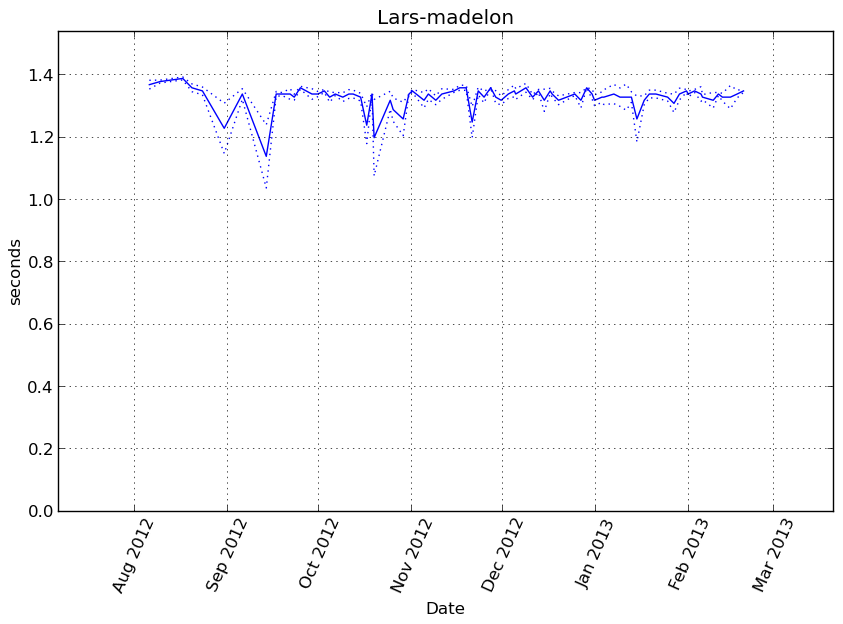 Lars-madelon
1.4
1.2
1.0
0.8
0.6
0.4
0.2
0.0
seconds
Aug 2012
Sep 2012
Oct 2012
Nov 2012
Dec 2012
Jan 2013
Feb 2013
Mar 2013
Date